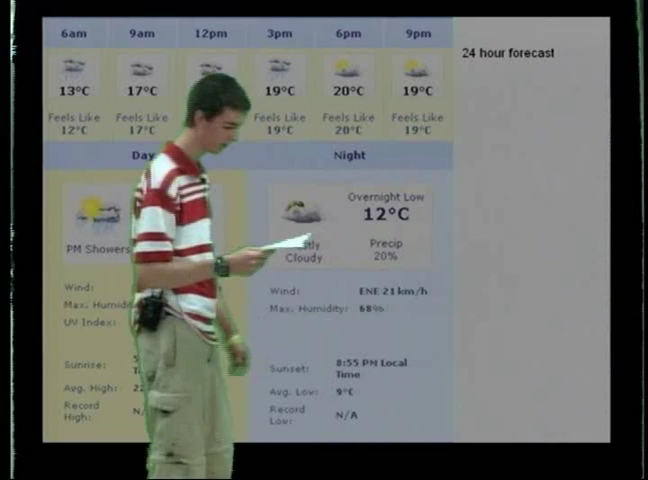 6am 9am 12pm 3pm 6pm 9pm
24 hour forecast
13°C 17°C 19°C 20°C 19°C
Feels Like Feels Like Feels Like Feels Like Feels Like
12°C 17°C 19°C 20°C 19°C
Day Night
Overnight Low
12°C
PM Showers
Cloudy
Precip
20%
Wind:
Max. Humidi
UV Index:
Wind: ENE 21 km/h
Max. Humidity: 68%
Sunrise:
Avg. High:
Record
High:
Sunset: 8:55 PM Local
Time
Avg. Low: 9°C
Record
Low: N/A